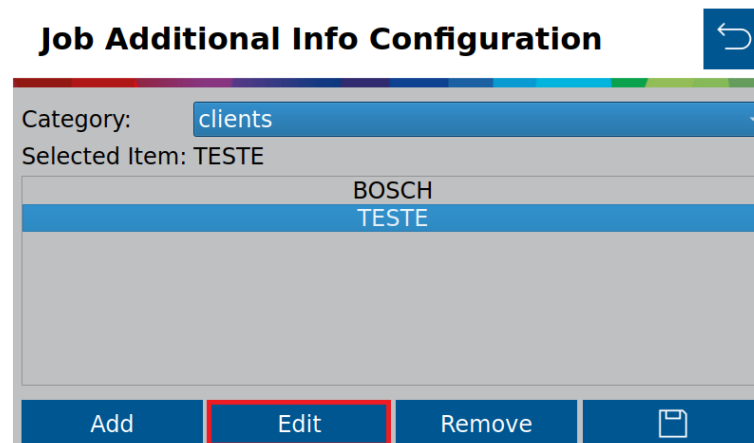 Job Additional Info Configuration
Category: clients
Selected Item: TESTE
BOSCH
TESTE
Add Edit Remove